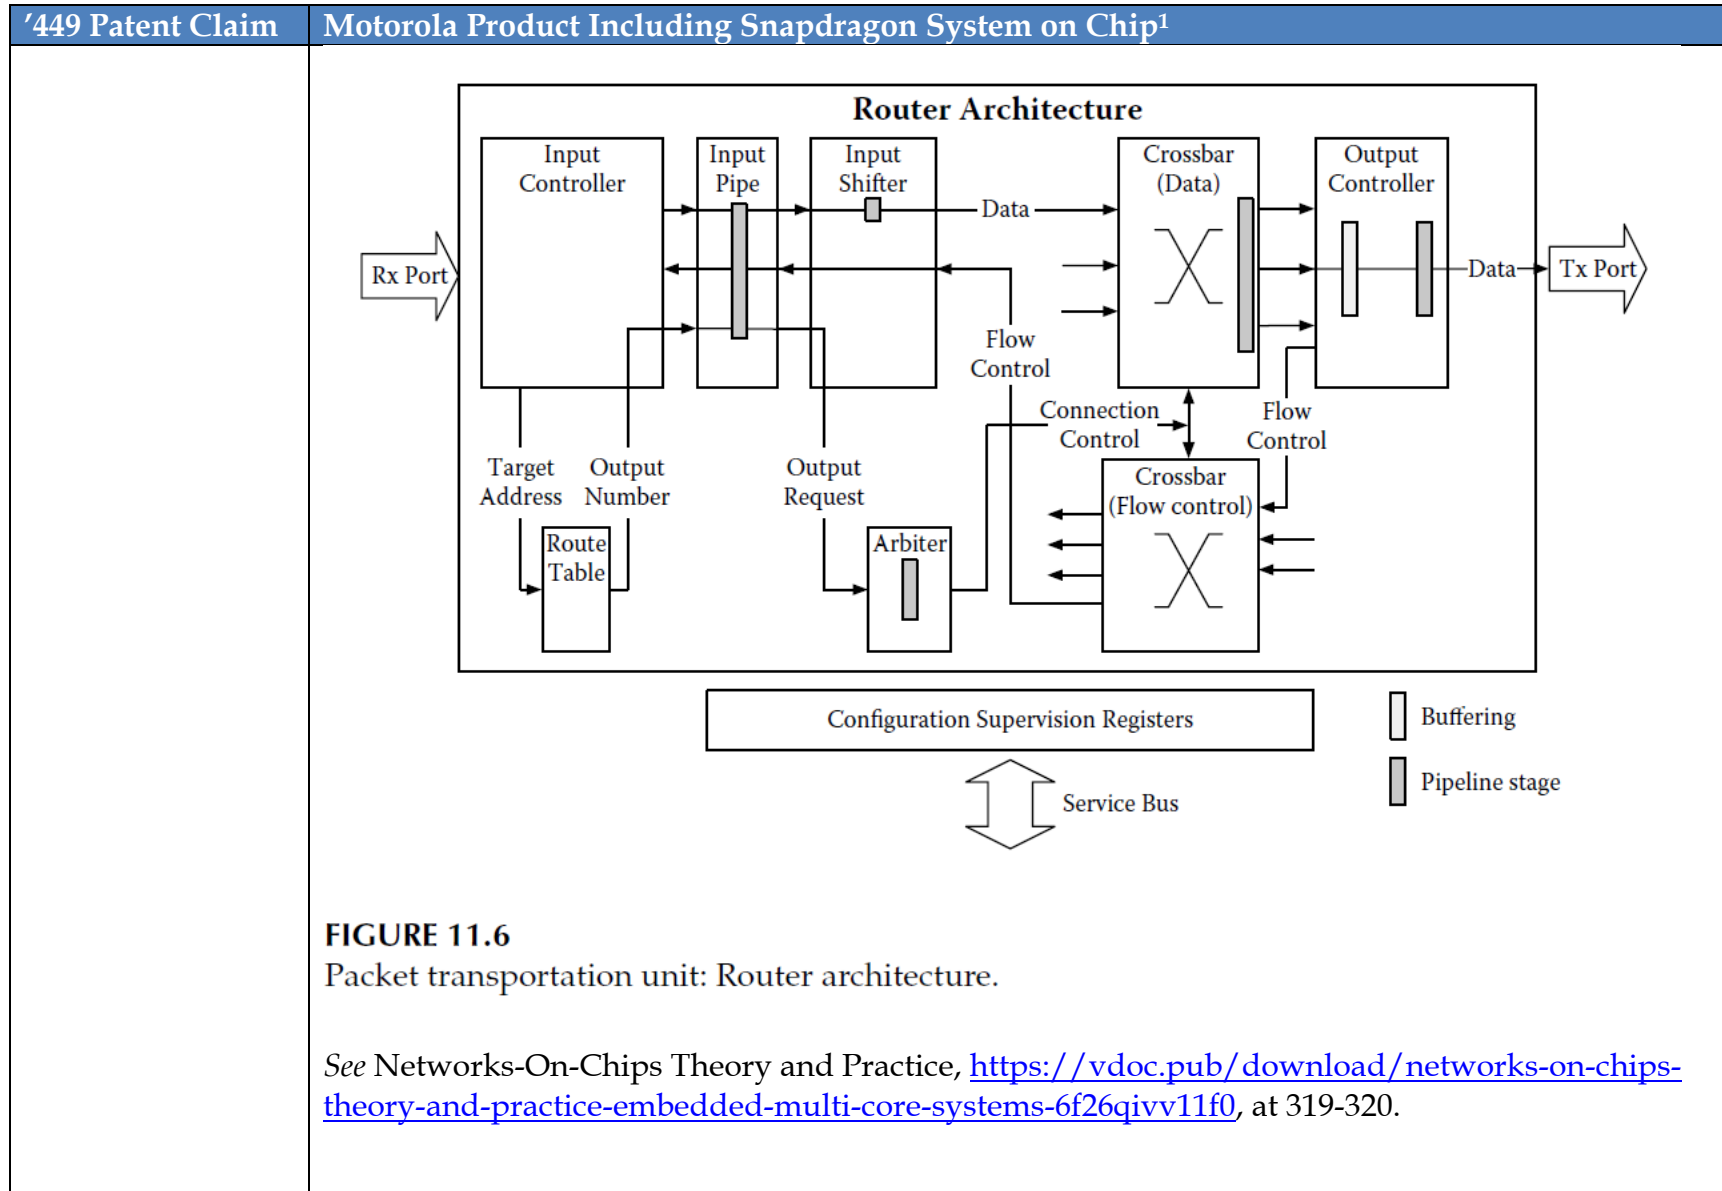 ’449 Patent Claim
Motorola Product Including Snapdragon System on Chip¹
Router Architecture
Input
Controller
Input
Pipe
Input
Shifter
Crossbar
(Data)
Output
Controller
Data
Rx Port
Data
Tx Port
Flow
Control
Connection
Control
Flow
Control
Target
Address
Output
Number
Output
Request
Crossbar
(Flow control)
Route
Table
Arbiter
Configuration Supervision Registers
Buffering
Pipeline stage
Service Bus
FIGURE 11.6
Packet transportation unit: Router architecture.
See Networks-On-Chips Theory and Practice, https://vdoc.pub/download/networks-on-chips-
theory-and-practice-embedded-multi-core-systems-6f26qivv11f0, at 319-320.